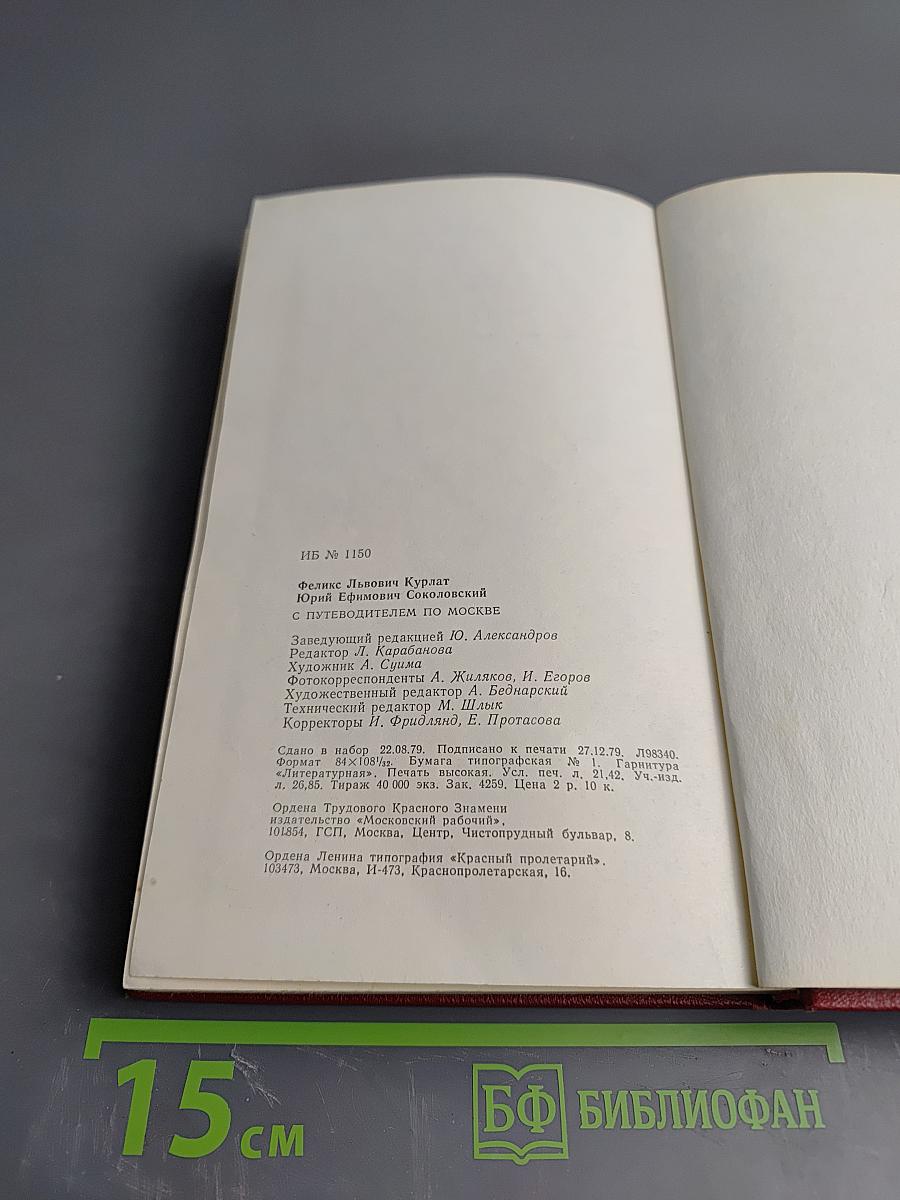 ИБ № 1150
Феликс Львович Курлат
Юрий Ефимович Соколовский
С ПУТЕВОДИТЕЛЕМ ПО МОСКВЕ
Заведующий редакцией Ю. Александров
Редактор Л. Карабанова
Художник А. Суима
Фотокорреспонденты А. Жиляков, И. Егоров
Художественный редактор А. Беднарский
Технический редактор М. Шлык
Корректоры И. Фридлянд, Е. Протасова
Сдано в набор 22.08.79. Подписано к печати 27.12.79. Л98340.
Формат 84×108¹/₃₂. Бумага типографская № 1. Гарнитура
«Литературная». Печать высокая. Усл. печ. л. 21,42. Уч.-изд.
л. 26,85. Тираж 40 000 экз. Зак. 4259. Цена 2 р. 10 к.
Ордена Трудового Красного Знамени
издательство «Московский рабочий».
101854, ГСП, Москва, Центр, Чистопрудный бульвар, 8.
Ордена Ленина типография «Красный пролетарий».
103473, Москва, И-473, Краснопролетарская, 16.
15 см
БФ БИБЛИОФАН